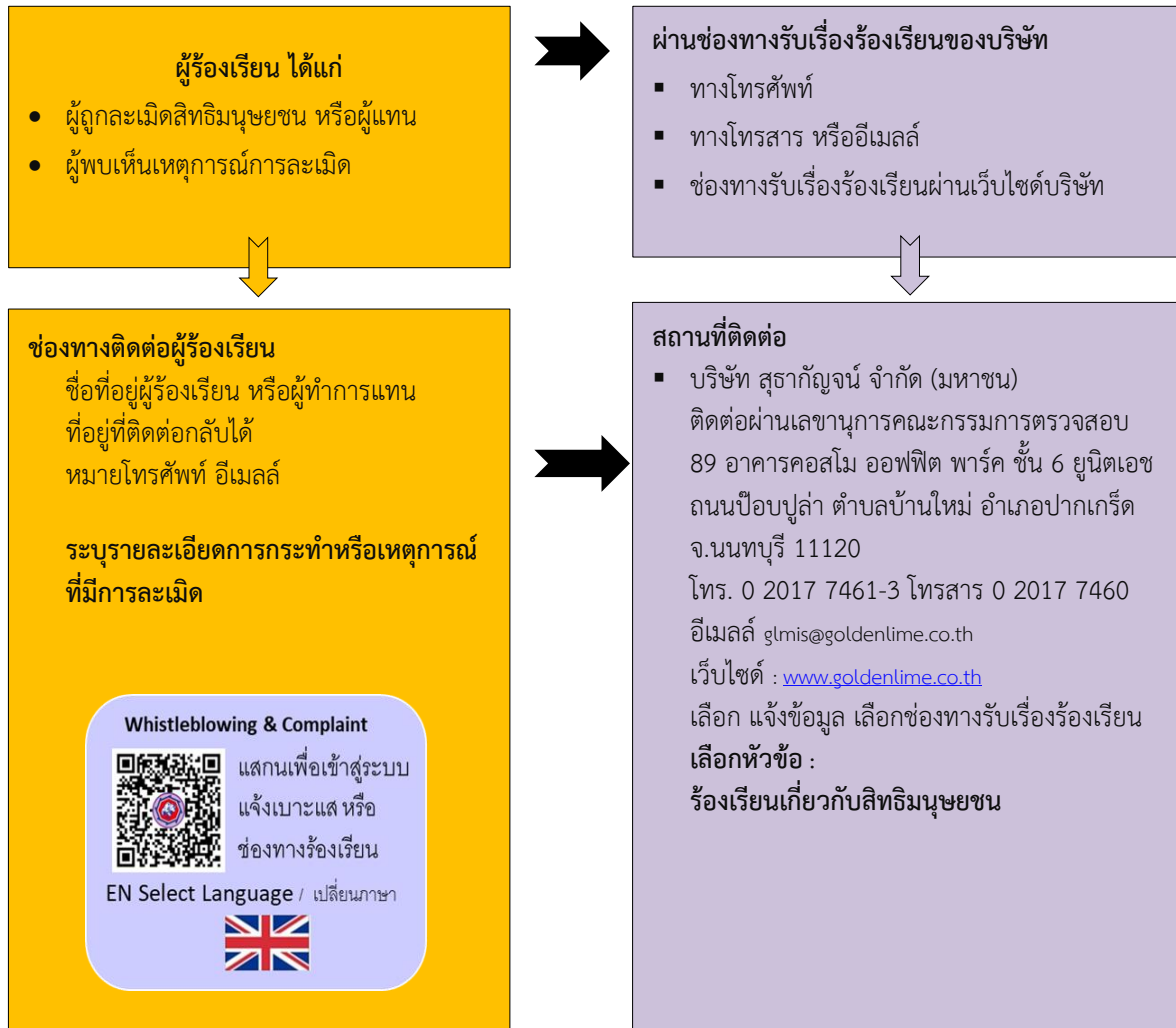 ผู้ร้องเรียน ได้แก่
● ผู้ถูกละเมิดสิทธิมนุษยชน หรือผู้แทน
● ผู้พบเห็นเหตุการณ์การละเมิด
ผ่านช่องทางรับเรื่องร้องเรียนของบริษัท
▪ ทางโทรศัพท์
▪ ทางโทรสาร หรืออีเมลล์
▪ ช่องทางรับเรื่องร้องเรียนผ่านเว็บไซด์บริษัท
ช่องทางติดต่อผู้ร้องเรียน
ชื่อที่อยู่ผู้ร้องเรียน หรือผู้ทำการแทน
ที่อยู่ที่ติดต่อกลับได้
หมายโทรศัพท์ อีเมลล์
ระบุรายละเอียดการกระทำหรือเหตุการณ์
ที่มีการละเมิด
Whistleblowing & Complaint
แสกนเพื่อเข้าสู่ระบบ
แจ้งเบาะแส หรือ
ช่องทางร้องเรียน
EN Select Language / เปลี่ยนภาษา
สถานที่ติดต่อ
▪ บริษัท สุธากัญจน์ จำกัด (มหาชน)
ติดต่อผ่านเลขานุการคณะกรรมการตรวจสอบ
89 อาคารคอสโม ออฟฟิต พาร์ค ชั้น 6 ยูนิตเอช
ถนนป๊อบปูล่า ตำบลบ้านใหม่ อำเภอปากเกร็ด
จ.นนทบุรี 11120
โทร. 0 2017 7461-3 โทรสาร 0 2017 7460
อีเมลล์ glmis@goldenlime.co.th
เว็บไซด์ : www.goldenlime.co.th
เลือก แจ้งข้อมูล เลือกช่องทางรับเรื่องร้องเรียน
เลือกหัวข้อ :
ร้องเรียนเกี่ยวกับสิทธิมนุษยชน